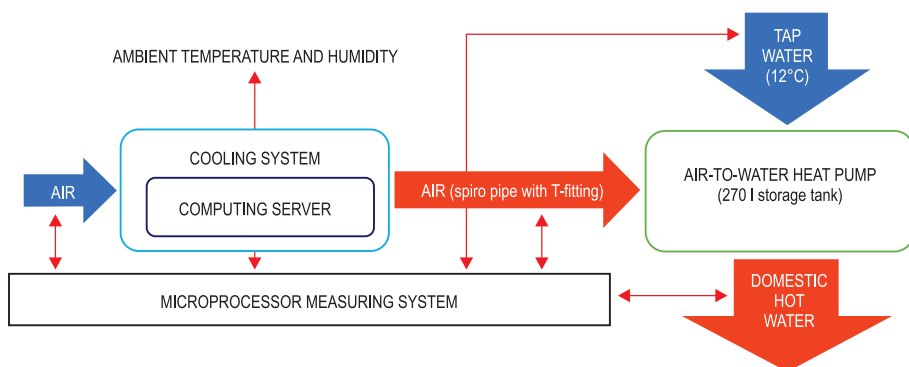 TAP
WATER
(12°C)
AMBIENT TEMPERATURE AND HUMIDITY
COOLING SYSTEM
AIR
COMPUTING SERVER
AIR (spiro pipe with T-fitting)
AIR-TO-WATER HEAT PUMP
(270 l storage tank)
MICROPROCESSOR MEASURING SYSTEM
DOMESTIC
HOT
WATER